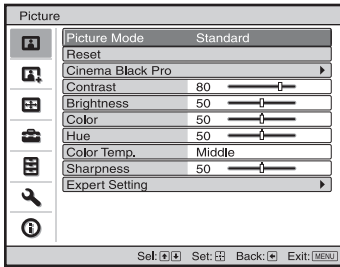 Picture
Picture Mode Standard
Reset
Cinema Black Pro
Contrast 80
Brightness 50
Color 50
Hue 50
Color Temp. Middle
Sharpness 50
Expert Setting
Sel: Set: Back: Exit: MENU